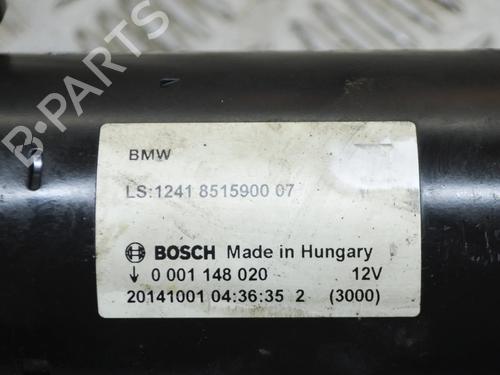 B-PARTS
BMW
LS:1241 8515900 07
BOSCH Made in Hungary
↓ 0 001 148 020 12V
20141001 04:36:35 2 (3000)